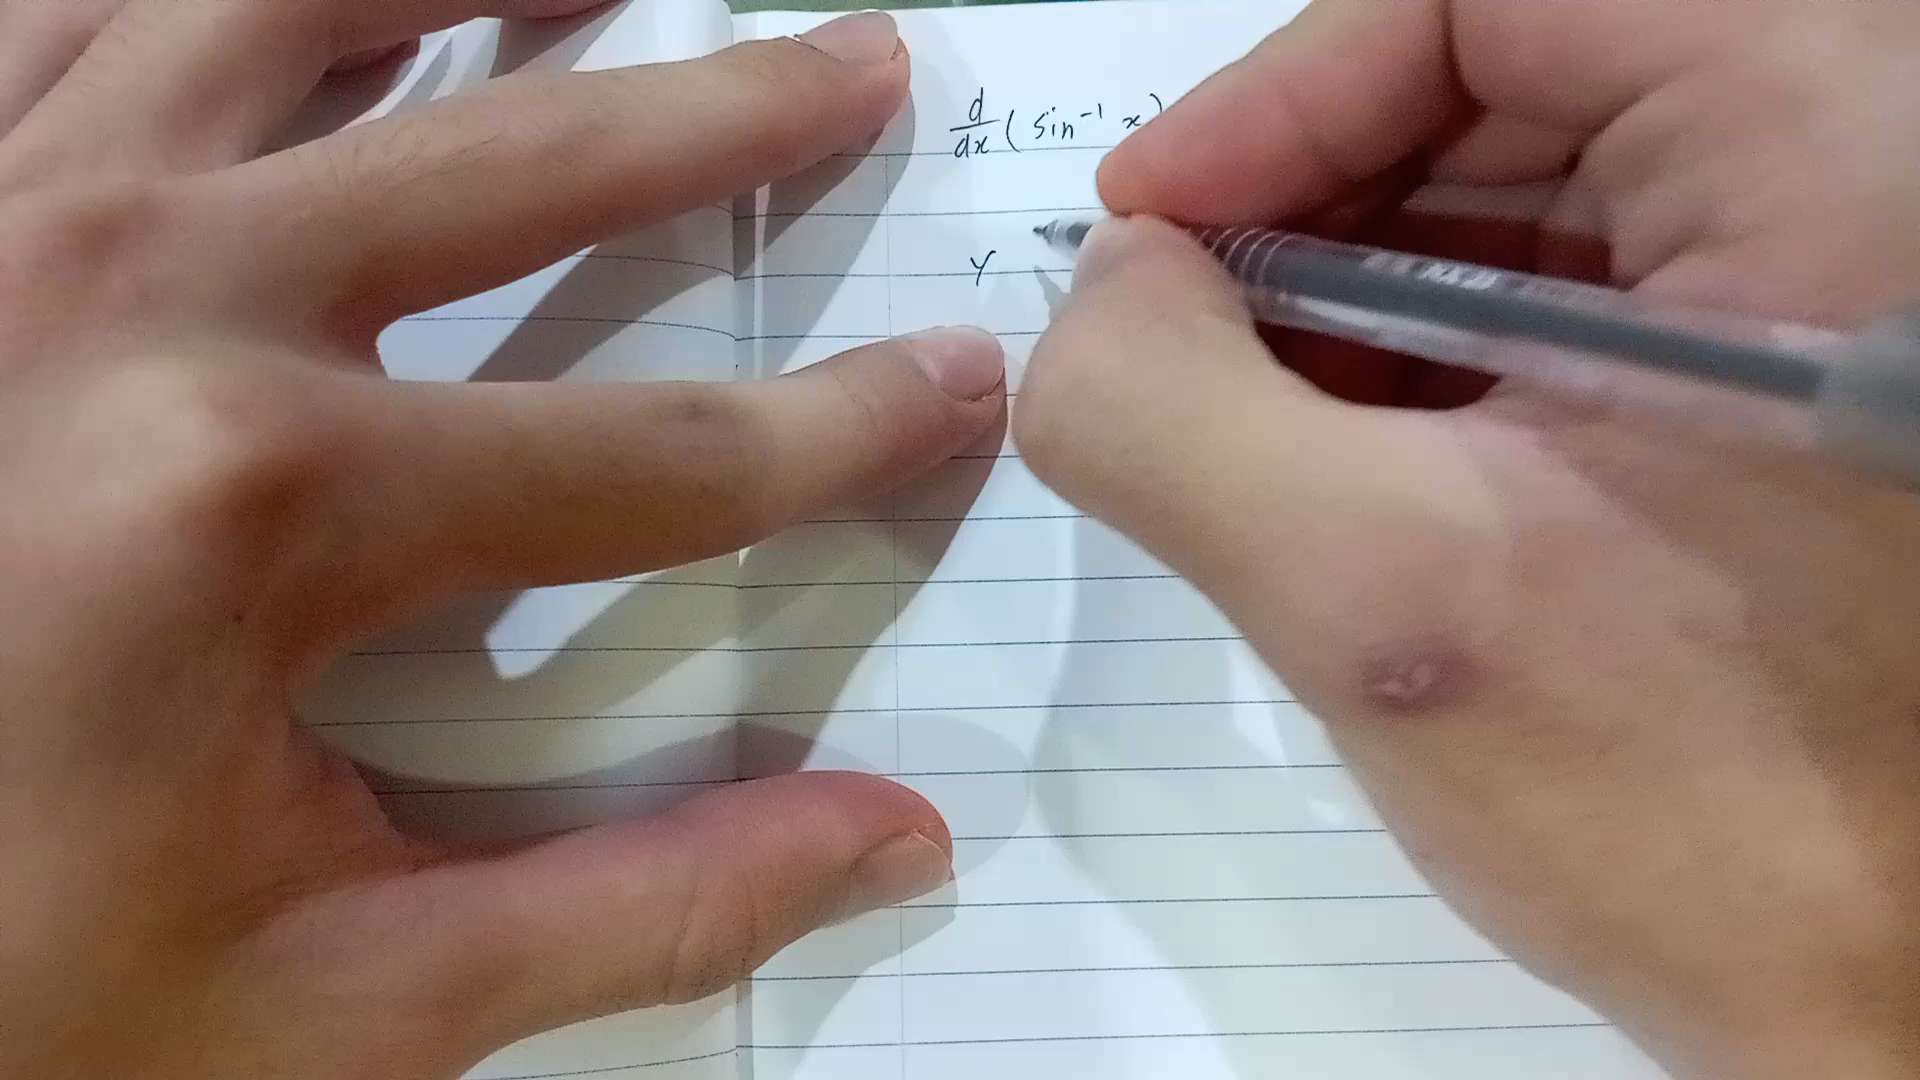 d/dx ( sin⁻¹ x )
y